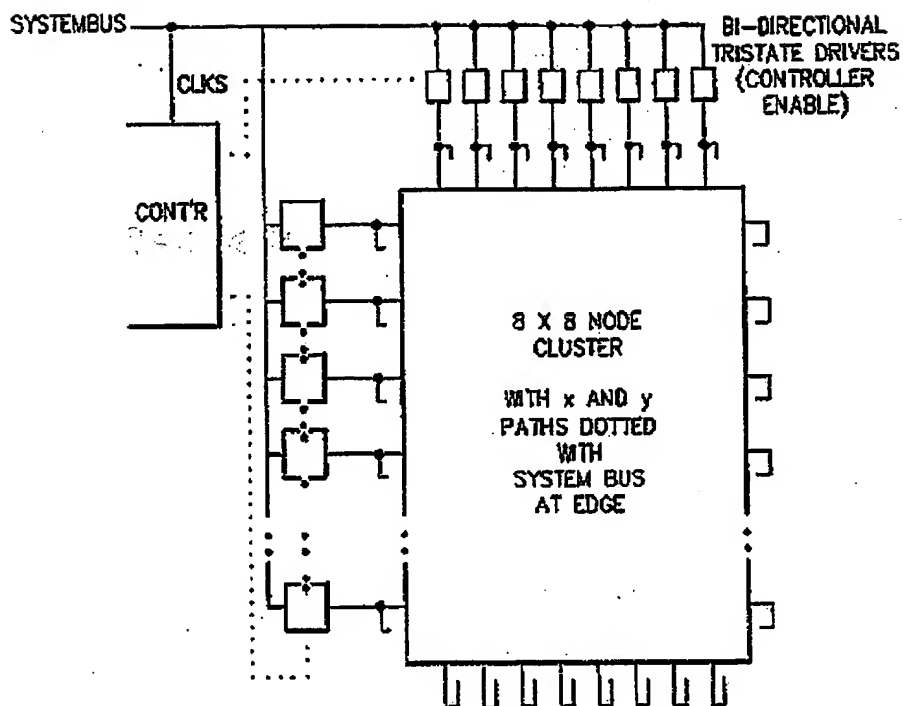 SYSTEMBUS
BI-DIRECTIONAL
TRISTATE DRIVERS
(CONTROLLER
ENABLE)
CLKS
CONT'R
8 X 8 NODE
CLUSTER
WITH x AND y
PATHS DOTTED
WITH
SYSTEM BUS
AT EDGE